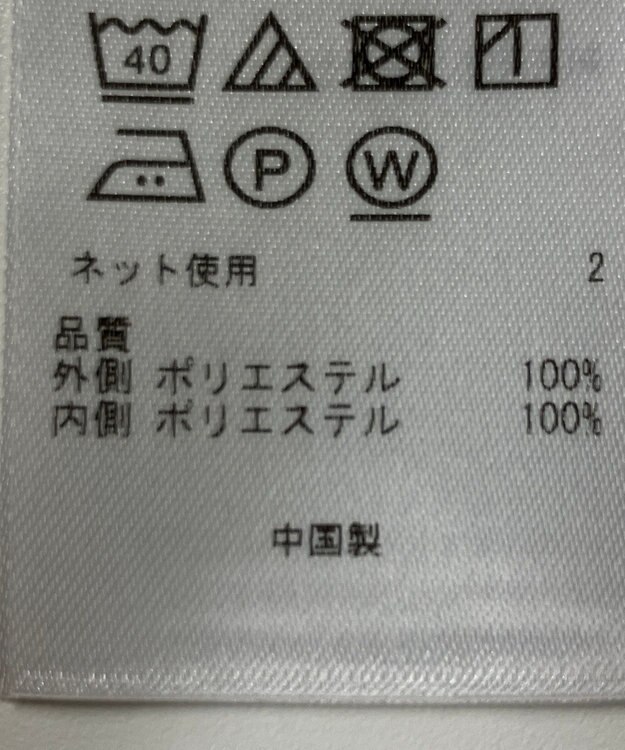 40
P W
ネット使用 2
品質
外側 ポリエステル 100%
内側 ポリエステル 100%
中国製